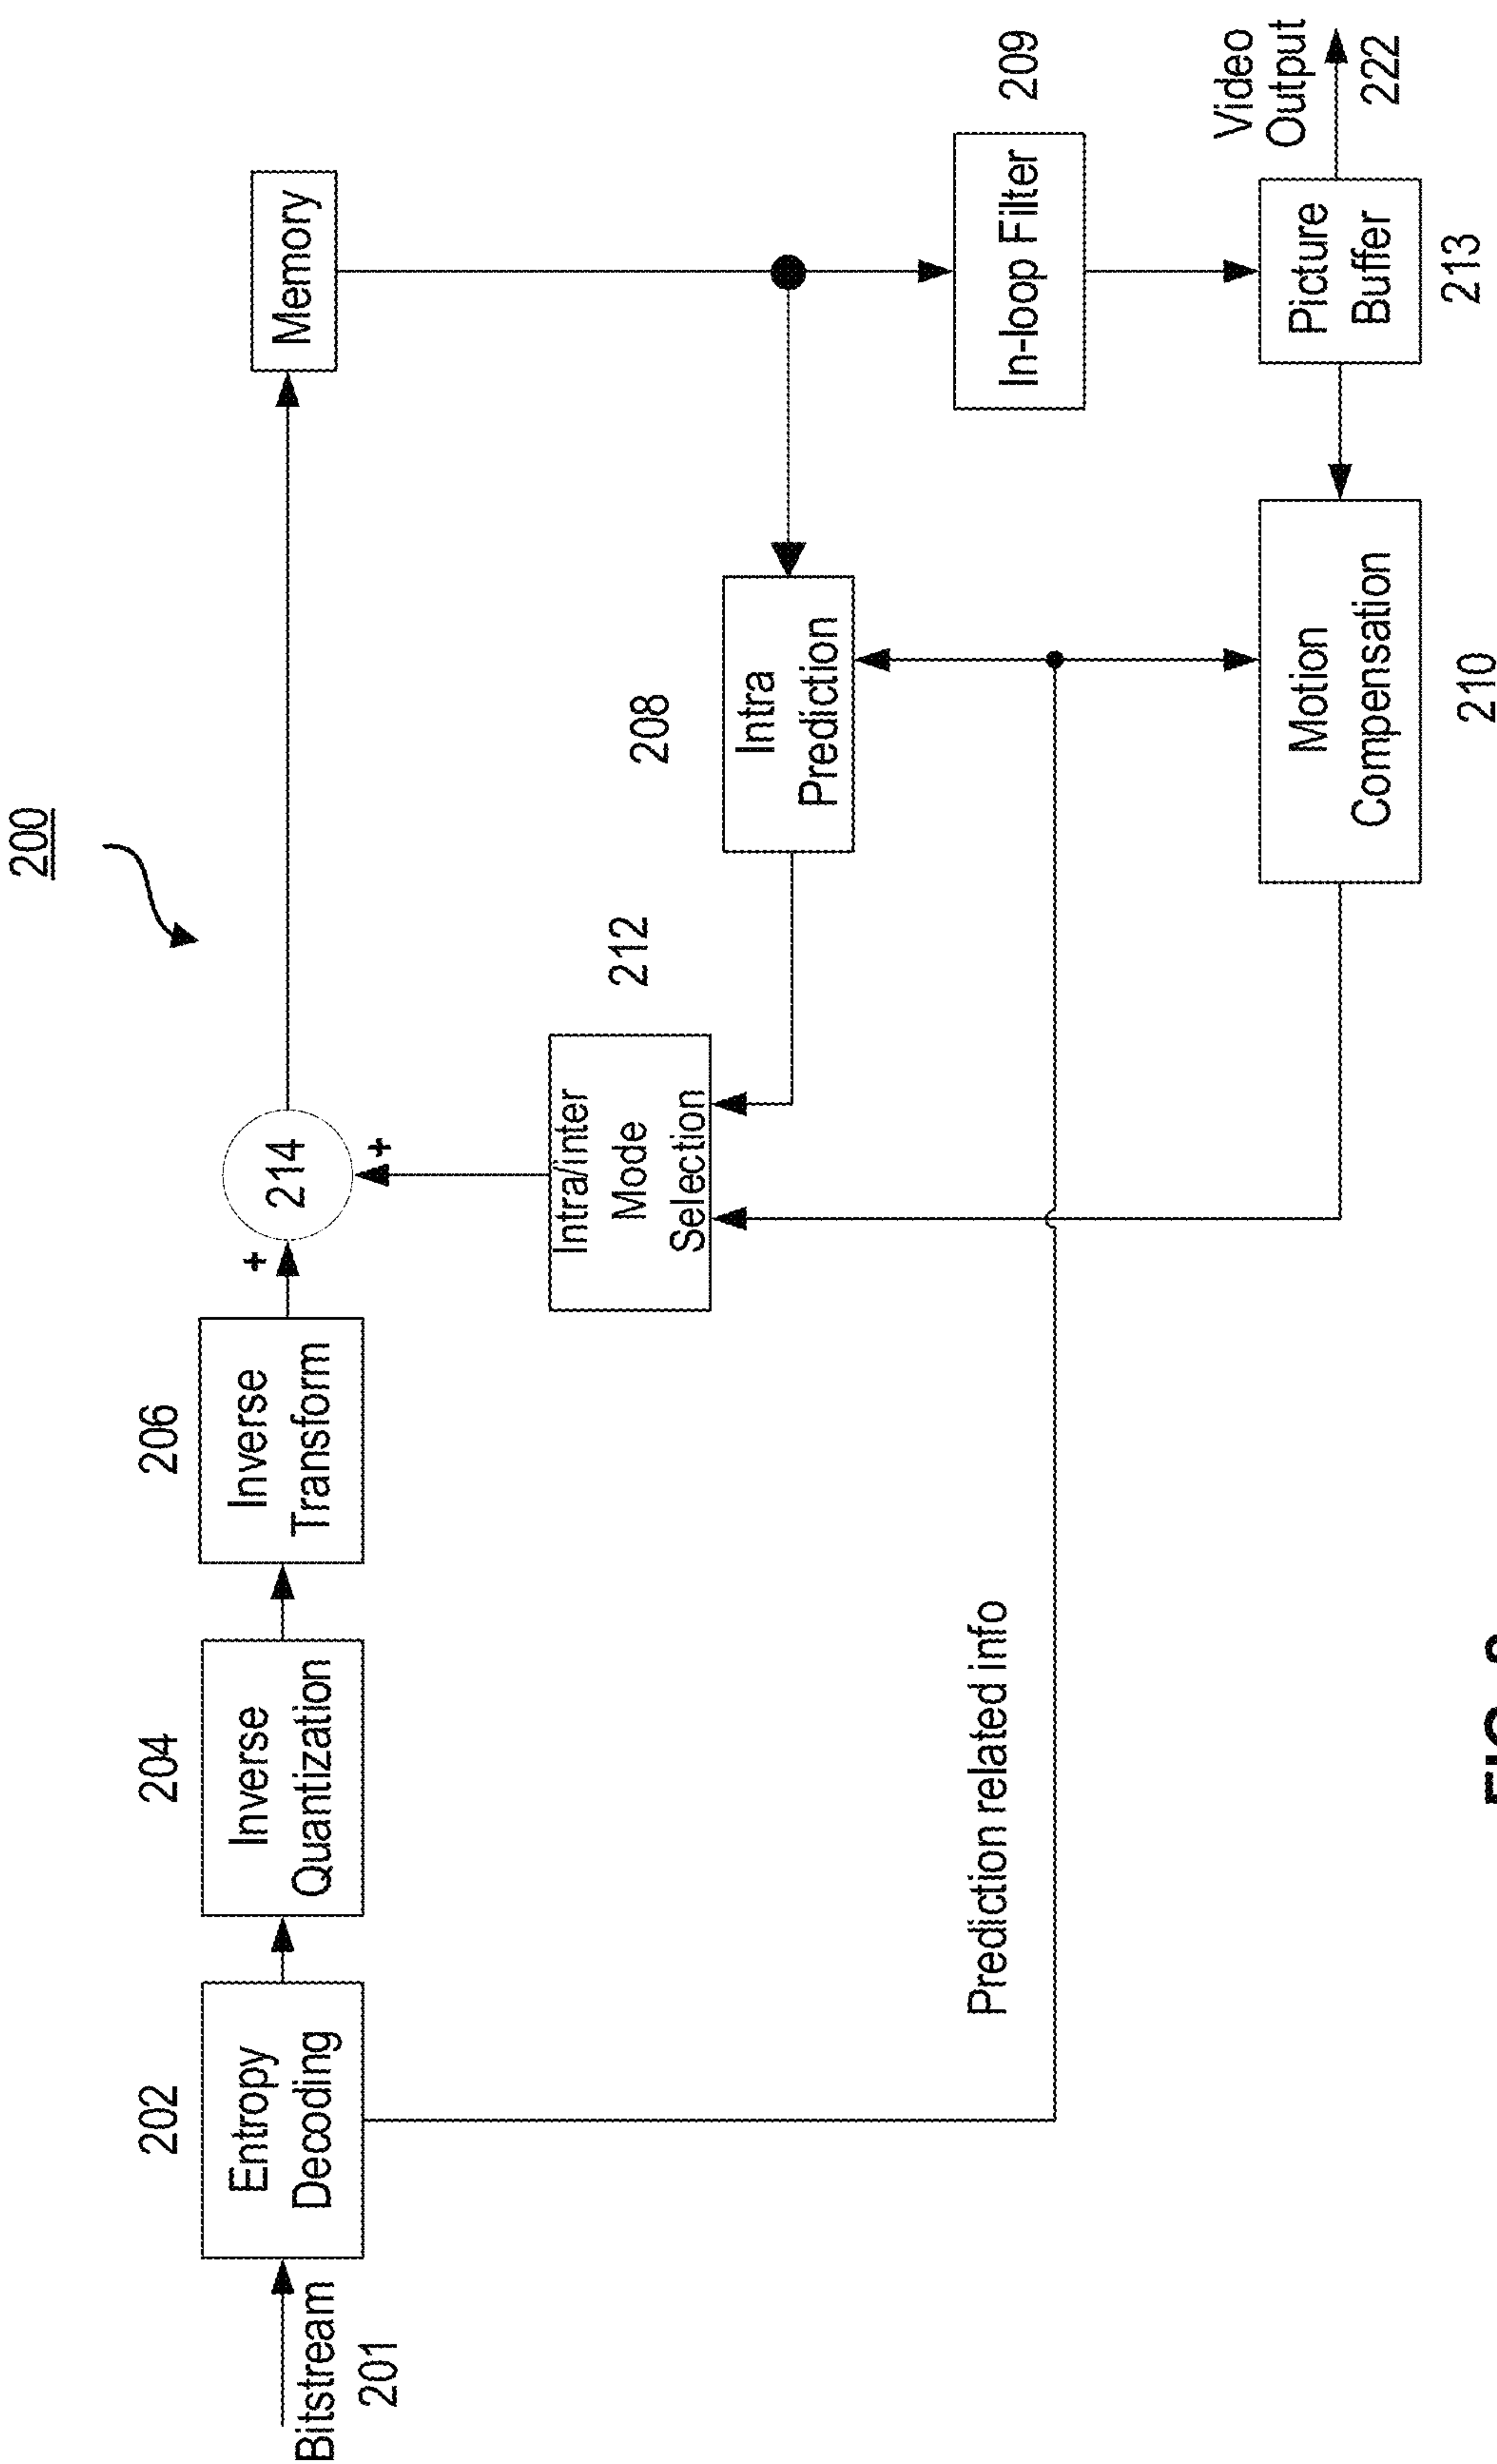 200
202
Entropy
Decoding
Bitstream
201
204
Inverse
Quantization
206
Inverse
Transform
+
214
+
Memory
212
Intra/inter
Mode
Selection
208
Intra
Prediction
209
In-loop Filter
Prediction related info
Motion
Compensation
210
Picture
Buffer
213
Video
Output
222
FIG.